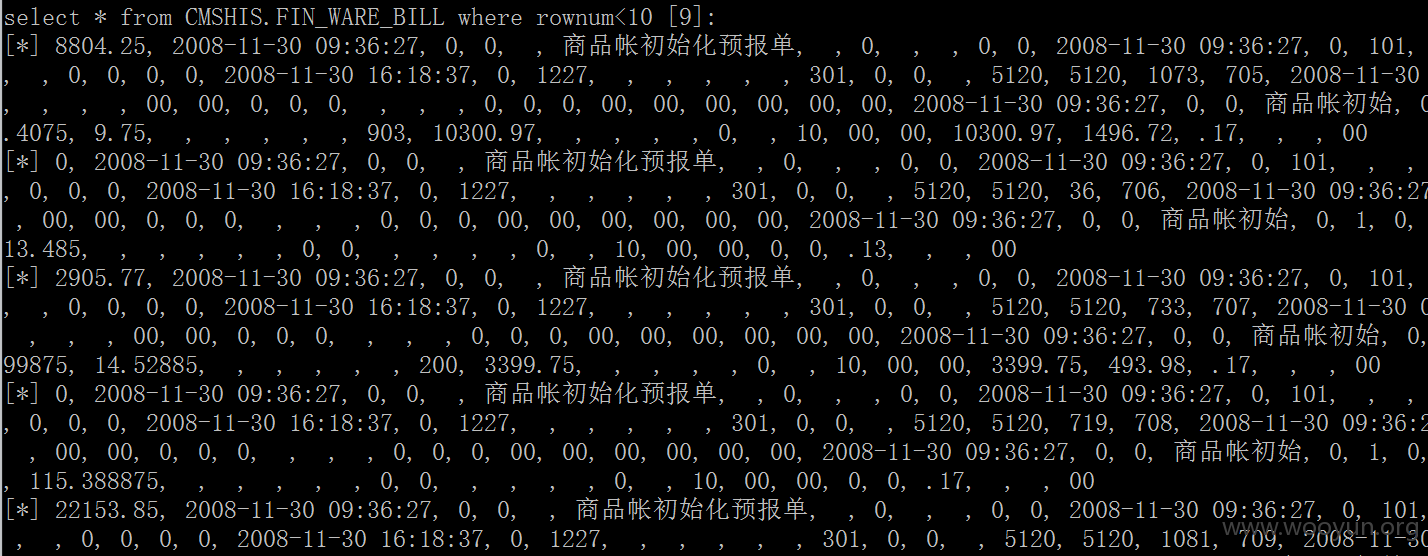 select * from CMSHIS.FIN_WARE_BILL where rownum<10 [9]:
[*] 8804.25, 2008-11-30 09:36:27, 0, 0, , 商品帐初始化预报单, , 0, , , 0, 0, 2008-11-30 09:36:27, 0, 101,
, , 0, 0, 0, 0, 2008-11-30 16:18:37, 0, 1227, , , , , , 301, 0, 0, , 5120, 5120, 1073, 705, 2008-11-30
, , , , 00, 00, 0, 0, 0, , , , 0, 0, 0, 00, 00, 00, 00, 00, 00, 2008-11-30 09:36:27, 0, 0, 商品帐初始, 0
.4075, 9.75, , , , , , 903, 10300.97, , , , , 0, , 10, 00, 00, 10300.97, 1496.72, .17, , , 00
[*] 0, 2008-11-30 09:36:27, 0, 0, , 商品帐初始化预报单, , 0, , , 0, 0, 2008-11-30 09:36:27, 0, 101, , ,
, 0, 0, 0, 2008-11-30 16:18:37, 0, 1227, , , , , , 301, 0, 0, , 5120, 5120, 36, 706, 2008-11-30 09:36:27
, 00, 00, 0, 0, 0, , , , 0, 0, 0, 00, 00, 00, 00, 00, 00, 2008-11-30 09:36:27, 0, 0, 商品帐初始, 0, 1, 0,
13.485, , , , , , 0, 0, , , , , 0, , 10, 00, 00, 0, 0, .13, , , 00
[*] 2905.77, 2008-11-30 09:36:27, 0, 0, , 商品帐初始化预报单, , 0, , , 0, 0, 2008-11-30 09:36:27, 0, 101,
, , 0, 0, 0, 0, 2008-11-30 16:18:37, 0, 1227, , , , , , 301, 0, 0, , 5120, 5120, 733, 707, 2008-11-30 0
, , , 00, 00, 0, 0, 0, , , , 0, 0, 0, 00, 00, 00, 00, 00, 00, 2008-11-30 09:36:27, 0, 0, 商品帐初始, 0,
99875, 14.52885, , , , , , 200, 3399.75, , , , , 0, , 10, 00, 00, 3399.75, 493.98, .17, , , 00
[*] 0, 2008-11-30 09:36:27, 0, 0, , 商品帐初始化预报单, , 0, , , 0, 0, 2008-11-30 09:36:27, 0, 101, , ,
, 0, 0, 0, 2008-11-30 16:18:37, 0, 1227, , , , , , 301, 0, 0, , 5120, 5120, 719, 708, 2008-11-30 09:36:2
, 00, 00, 0, 0, 0, , , , 0, 0, 0, 00, 00, 00, 00, 00, 00, 2008-11-30 09:36:27, 0, 0, 商品帐初始, 0, 1, 0,
, 115.388875, , , , , , 0, 0, , , , , 0, , 10, 00, 00, 0, 0, .17, , , 00
[*] 22153.85, 2008-11-30 09:36:27, 0, 0, , 商品帐初始化预报单, , 0, , , 0, 0, 2008-11-30 09:36:27, 0, 101
, , 0, 0, 0, 0, 2008-11-30 16:18:37, 0, 1227, , , , , , 301, 0, 0, , 5120, 5120, 1081, 709, 2008-11-30
www.wooyun.org